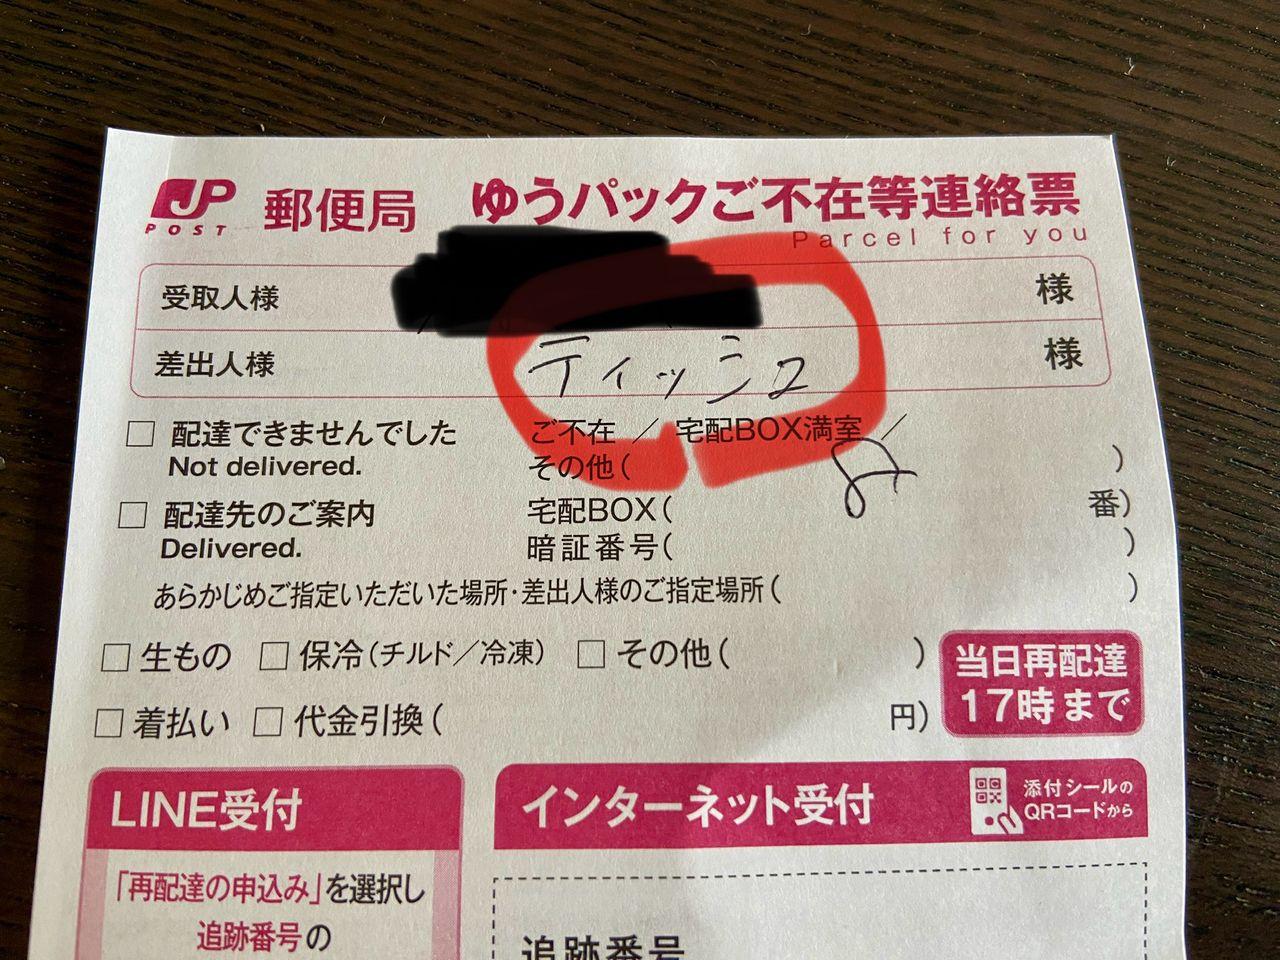 JP
POST
郵便局 ゆうパックご不在等連絡票
Parcel for you
受取人様 様
差出人様 ティッシュ 様
□ 配達できませんでした ご不在 / 宅配BOX満室 /
Not delivered. その他( )
□ 配達先のご案内 宅配BOX( 番)
Delivered. 暗証番号( )
あらかじめご指定いただいた場所・差出人様のご指定場所( )
□ 生もの □ 保冷(チルド/冷凍) □ その他( )
□ 着払い □ 代金引換( 円)
当日再配達
17時まで
LINE受付
「再配達の申込み」を選択し
追跡番号の
インターネット受付
添付シールの
QRコードから
追跡番号